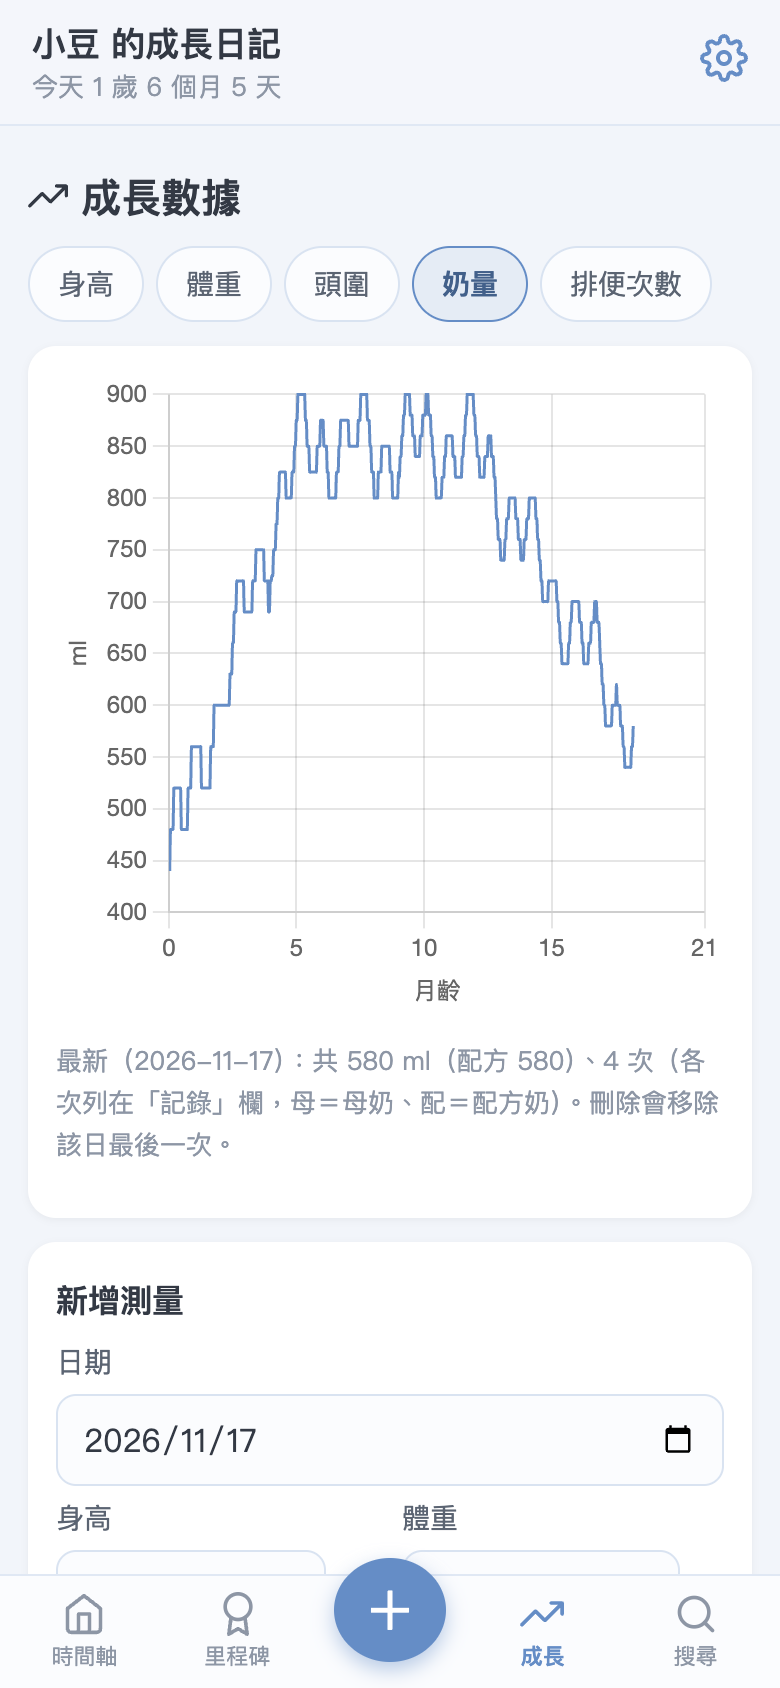 小豆 的成長日記
今天 1 歲 6 個月 5 天
成長數據
身高
體重
頭圍
奶量
排便次數
900
850
800
750
700
650
600
550
500
450
400
ml
0
5
10
15
21
月齡
最新（2026–11–17）：共 580 ml（配方 580）、4 次（各
次列在「記錄」欄，母＝母奶、配＝配方奶）。刪除會移除
該日最後一次。
新增測量
日期
2026/11/17
身高
體重
時間軸
里程碑
成長
搜尋